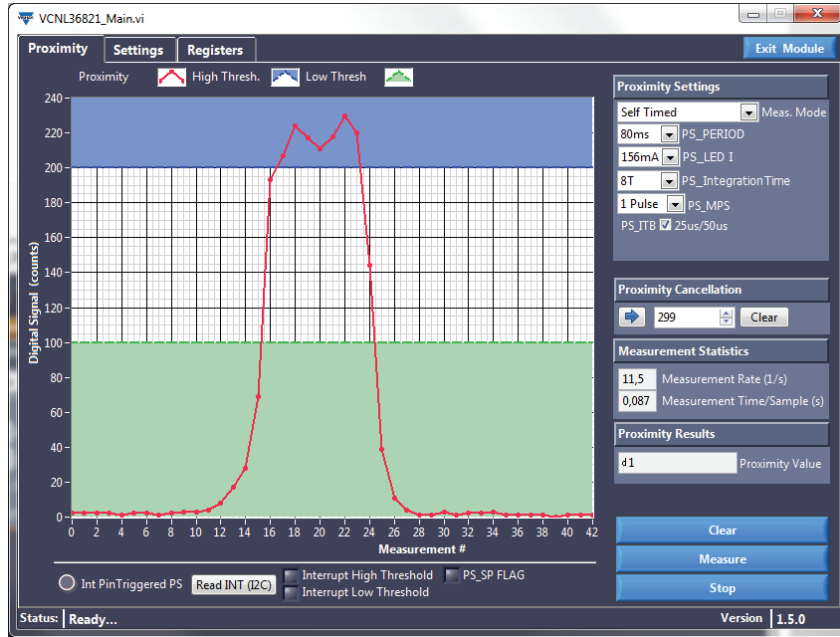 VCNL36821_Main.vi
Proximity Settings Registers
Exit Module
Proximity High Thresh. Low Thresh
240
220
200
180
160
140
120
100
80
60
40
20
0
Digital Signal (counts)
0 2 4 6 8 10 12 14 16 18 20 22 24 26 28 30 32 34 36 38 40 42
Measurement #
Proximity Settings
Self Timed Meas. Mode
80ms PS_PERIOD
156mA PS_LED I
8T PS_IntegrationTime
1 Pulse PS_MPS
PS_ITB 25us/50us
Proximity Cancellation
299 Clear
Measurement Statistics
11,5 Measurement Rate (1/s)
0,087 Measurement Time/Sample (s)
Proximity Results
d1 Proximity Value
Clear
Measure
Stop
Int PinTriggered PS Read INT (I2C) Interrupt High Threshold PS_SP FLAG
Interrupt Low Threshold
Status: Ready... Version 1.5.0